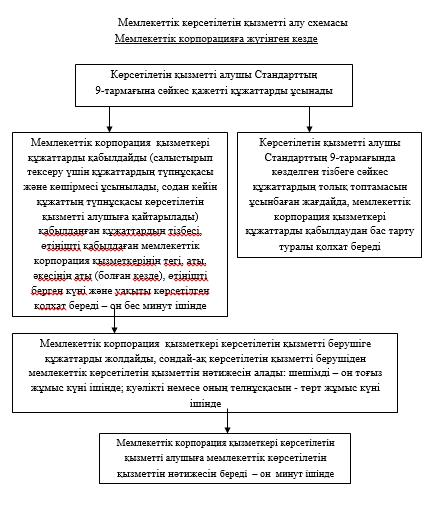 Мемлекеттік көрсетілетін қызметті алу схемасы
Мемлекеттік корпорацияға жүгінген кезде
Көрсетілетін қызметті алушы Стандарттың
9-тармағына сәйкес қажетті құжаттарды ұсынады
Мемлекеттік корпорация қызметкері
құжаттарды қабылдайды (салыстырып
тексеру үшін құжаттардың түпнұсқасы
және көшірмесі ұсынылады, содан кейін
құжаттың түпнұсқасы көрсетілетін
қызметті алушыға қайтарылады)
қабылданған құжаттардың тізбесі,
өтінішті қабылдаған мемлекеттік
корпорация қызметкерінің тегі, аты,
әкесінің аты (болған кезде), өтінішті
берген күні және уақыты көрсетілген
қолхат береді – он бес минут ішінде
Көрсетілетін қызметті алушы
Стандарттың 9-тармағында
көзделген тізбеге сәйкес
құжаттардың толық топтамасын
ұсынбаған жағдайда, мемлекеттік
корпорация қызметкері
құжаттарды қабылдаудан бас тарту
туралы қолхат береді
Мемлекеттік корпорация қызметкері көрсетілетін қызметті берушіге
құжаттарды жолдайды, сондай-ақ көрсетілетін қызметті берушіден
мемлекеттік көрсетілетін қызметтін нәтижесін алады: шешімді – он тоғыз
жұмыс күні ішінде; куәлікті немесе оның телнұсқасын - төрт жұмыс күні
ішінде
Мемлекеттік корпорация қызметкері көрсетілетін
қызметті алушыға мемлекеттік көрсетілетін
қызметтін нәтижесін береді – он минут ішінде